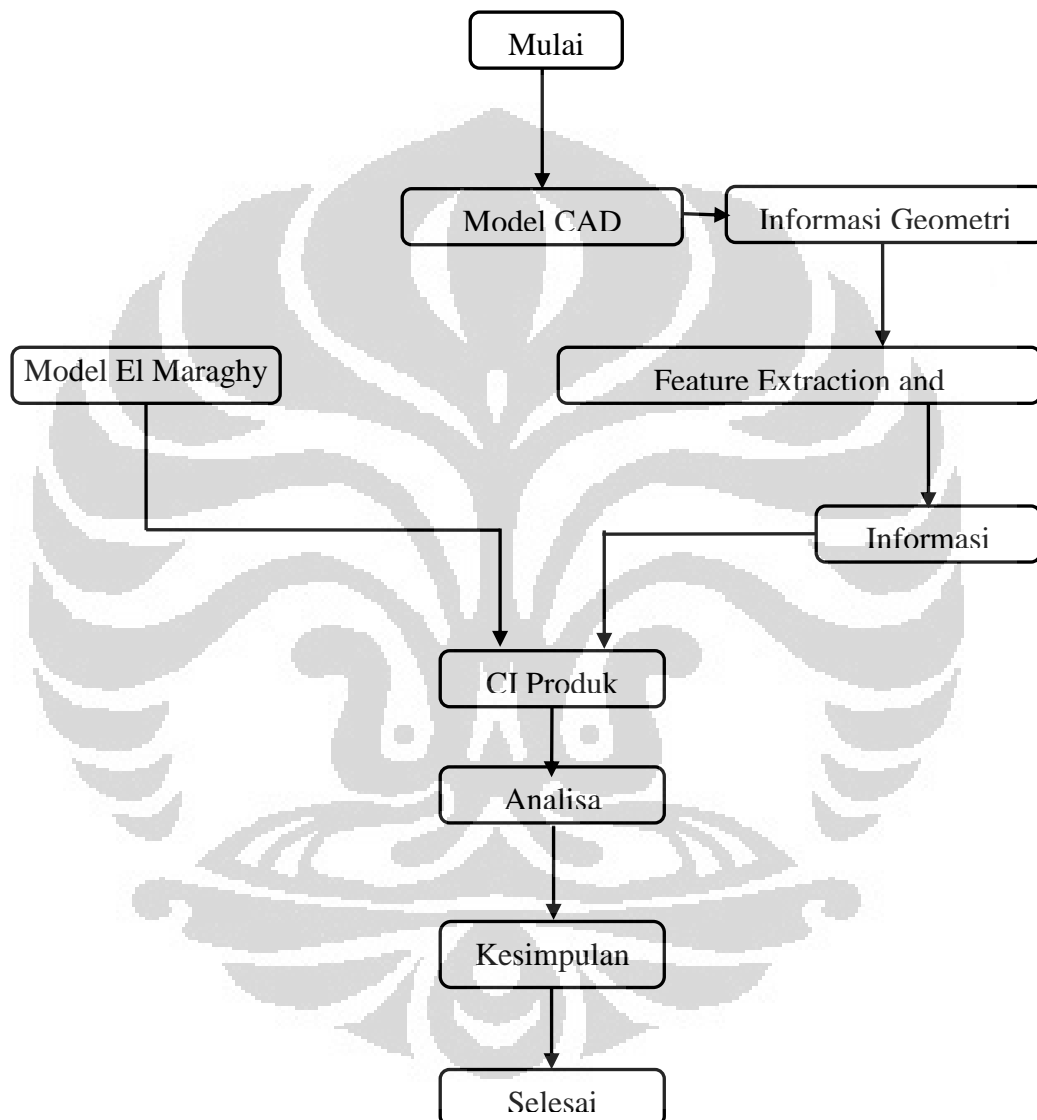 Mulai
Model CAD
Informasi Geometri
Model El Maraghy
Feature Extraction and
Informasi
CI Produk
Analisa
Kesimpulan
Selesai